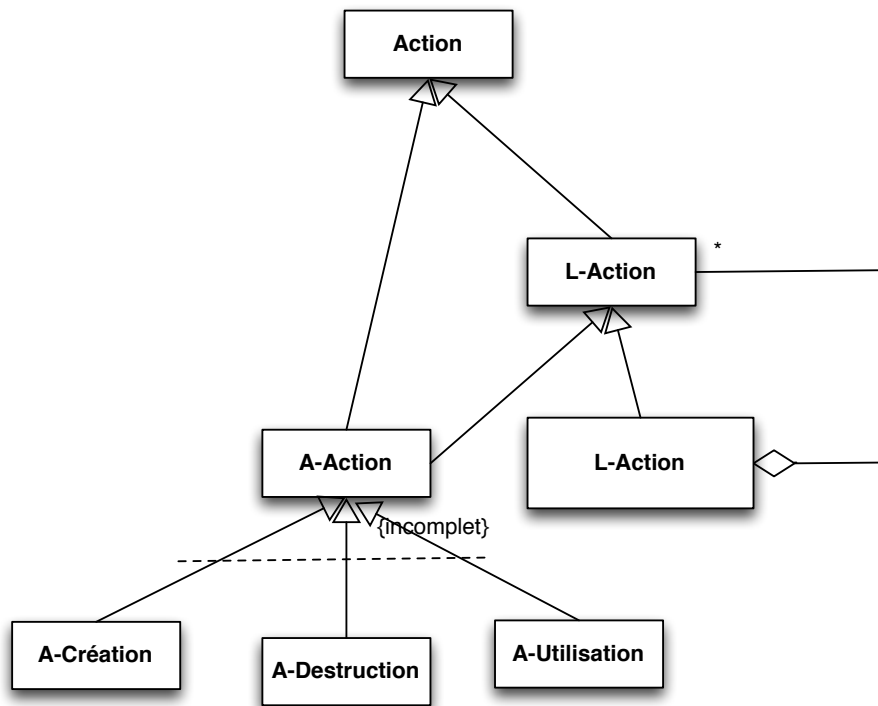 Action
L-Action
*
A-Action
L-Action
{incomplet}
A-Création
A-Destruction
A-Utilisation